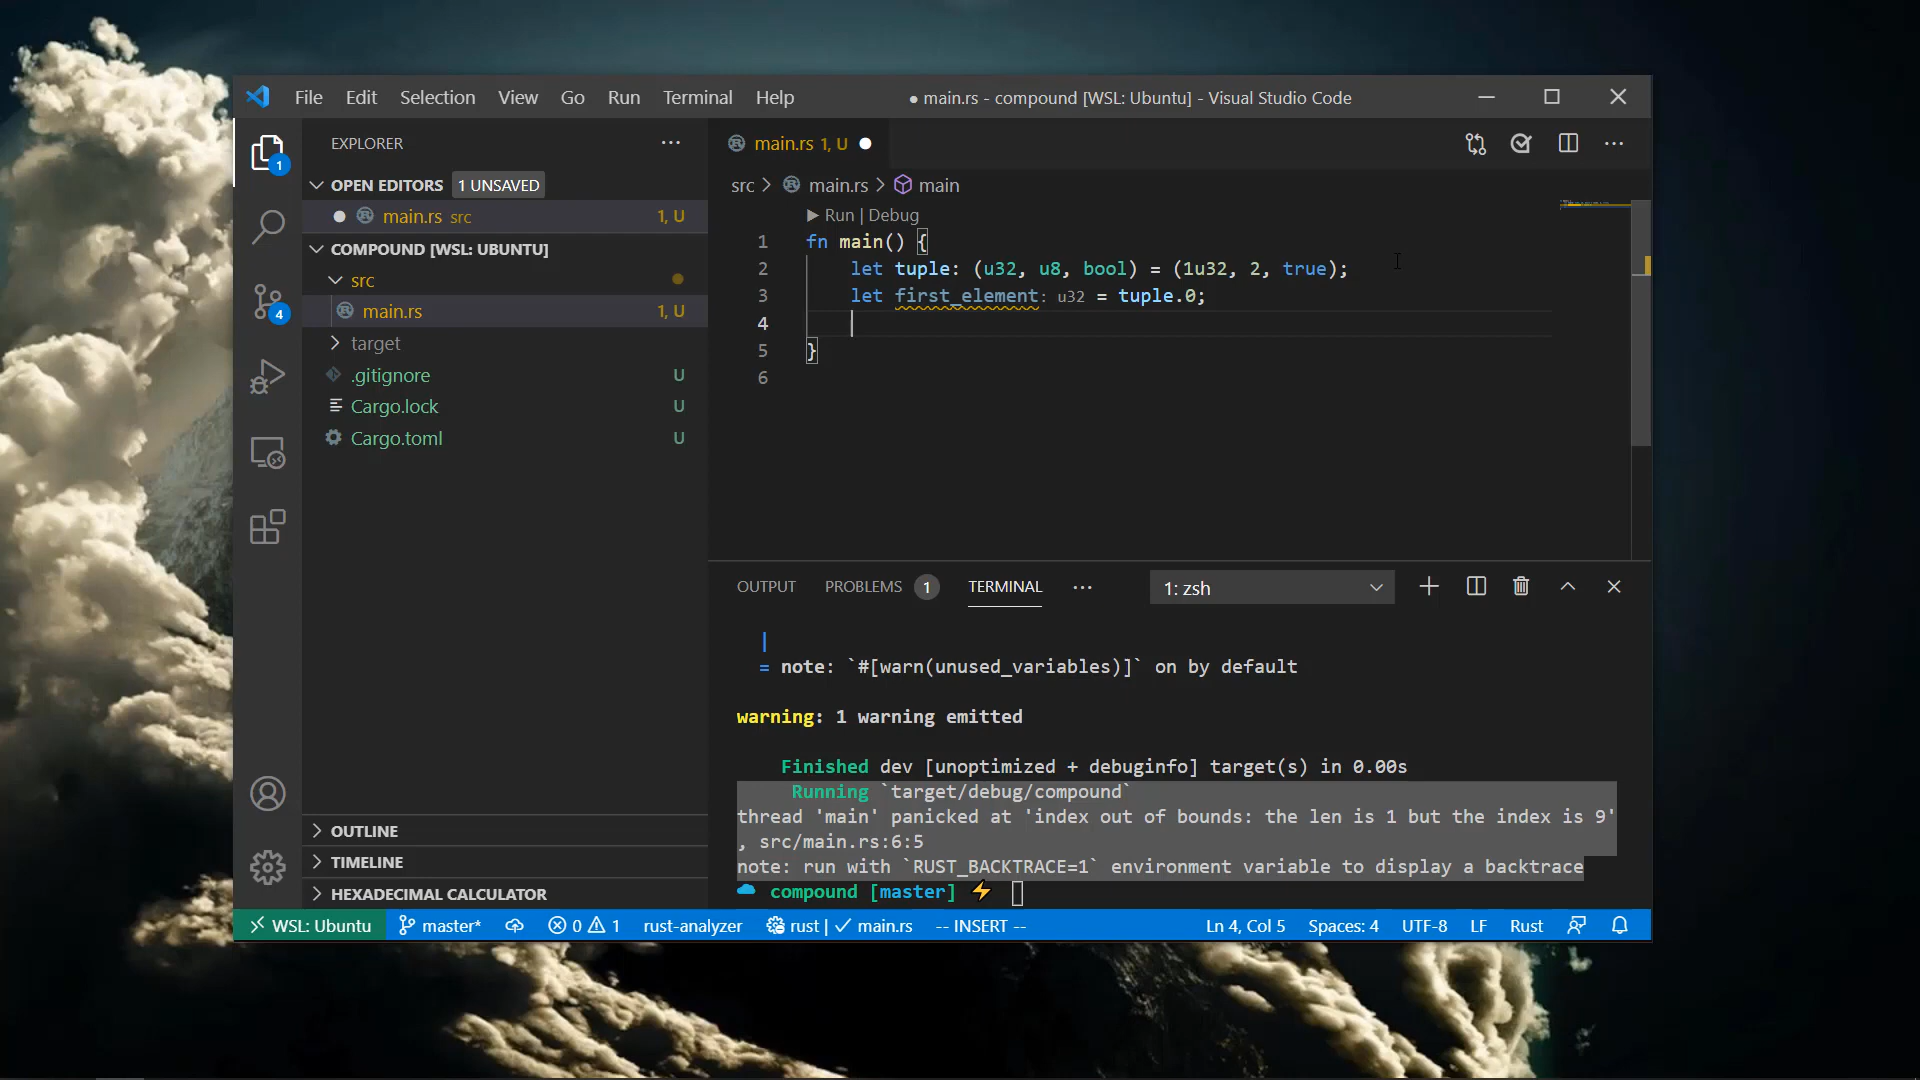 File Edit Selection View Go Run Terminal Help ● main.rs - compound [WSL: Ubuntu] - Visual Studio Code
EXPLORER
1
OPEN EDITORS 1 UNSAVED
main.rs src 1, U
COMPOUND [WSL: UBUNTU]
src
main.rs 1, U
4
target
.gitignore U
Cargo.lock U
Cargo.toml U
OUTLINE
TIMELINE
HEXADECIMAL CALCULATOR
main.rs 1, U
src > main.rs > main
Run | Debug
1 fn main() {
2 let tuple: (u32, u8, bool) = (1u32, 2, true);
3 let first_element: u32 = tuple.0;
4
5 }
6
OUTPUT PROBLEMS 1 TERMINAL 1: zsh
|
= note: `#[warn(unused_variables)]` on by default
warning: 1 warning emitted
Finished dev [unoptimized + debuginfo] target(s) in 0.00s
Running `target/debug/compound`
thread 'main' panicked at 'index out of bounds: the len is 1 but the index is 9'
, src/main.rs:6:5
note: run with `RUST_BACKTRACE=1` environment variable to display a backtrace
compound [master] ⚡
WSL: Ubuntu master* 0 1 rust-analyzer rust | ✓ main.rs -- INSERT -- Ln 4, Col 5 Spaces: 4 UTF-8 LF Rust